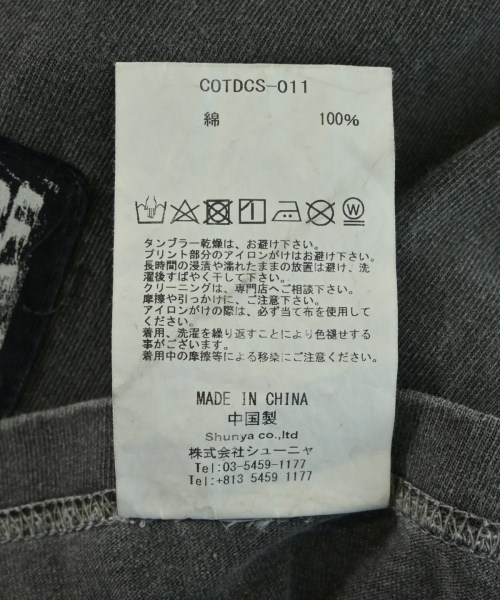 COTDCS-011
綿 100%
W
タンブラー乾燥は、お避け下さい。
プリント部分のアイロンがけはお避け下さい。
長時間の浸漬や濡れたままの放置は避け、洗
濯後すばやく干して下さい。
クリーニングは、専門店へご相談下さい。
摩擦や引っかけに、ご注意下さい。
アイロンがけの際は、必ず当て布を使用して
ください。
着用、洗濯を繰り返すことにより色褪せする
事がございます。
着用中の摩擦等による移染にご注意ください。
MADE IN CHINA
中国製
Shunya co.,ltd
株式会社シューニャ
Tel:03-5459-1177
Tel:+813 5459 1177